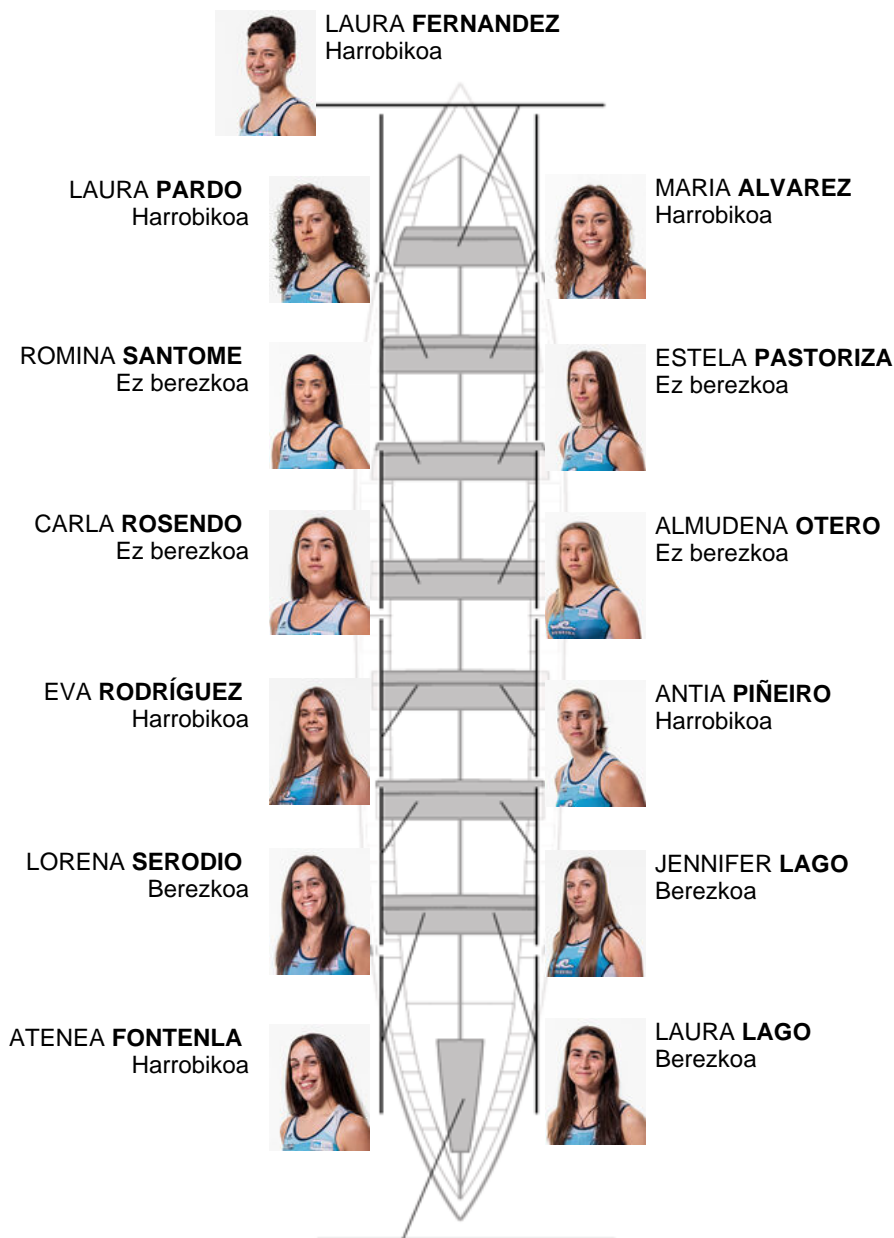 LAURA FERNANDEZ
Harrobikoa
LAURA PARDO
Harrobikoa
MARIA ALVAREZ
Harrobikoa
ROMINA SANTOME
Ez berezkoa
ESTELA PASTORIZA
Ez berezkoa
CARLA ROSENDO
Ez berezkoa
ALMUDENA OTERO
Ez berezkoa
EVA RODRÍGUEZ
Harrobikoa
ANTIA PIÑEIRO
Harrobikoa
LORENA SERODIO
Berezkoa
JENNIFER LAGO
Berezkoa
ATENEA FONTENLA
Harrobikoa
LAURA LAGO
Berezkoa